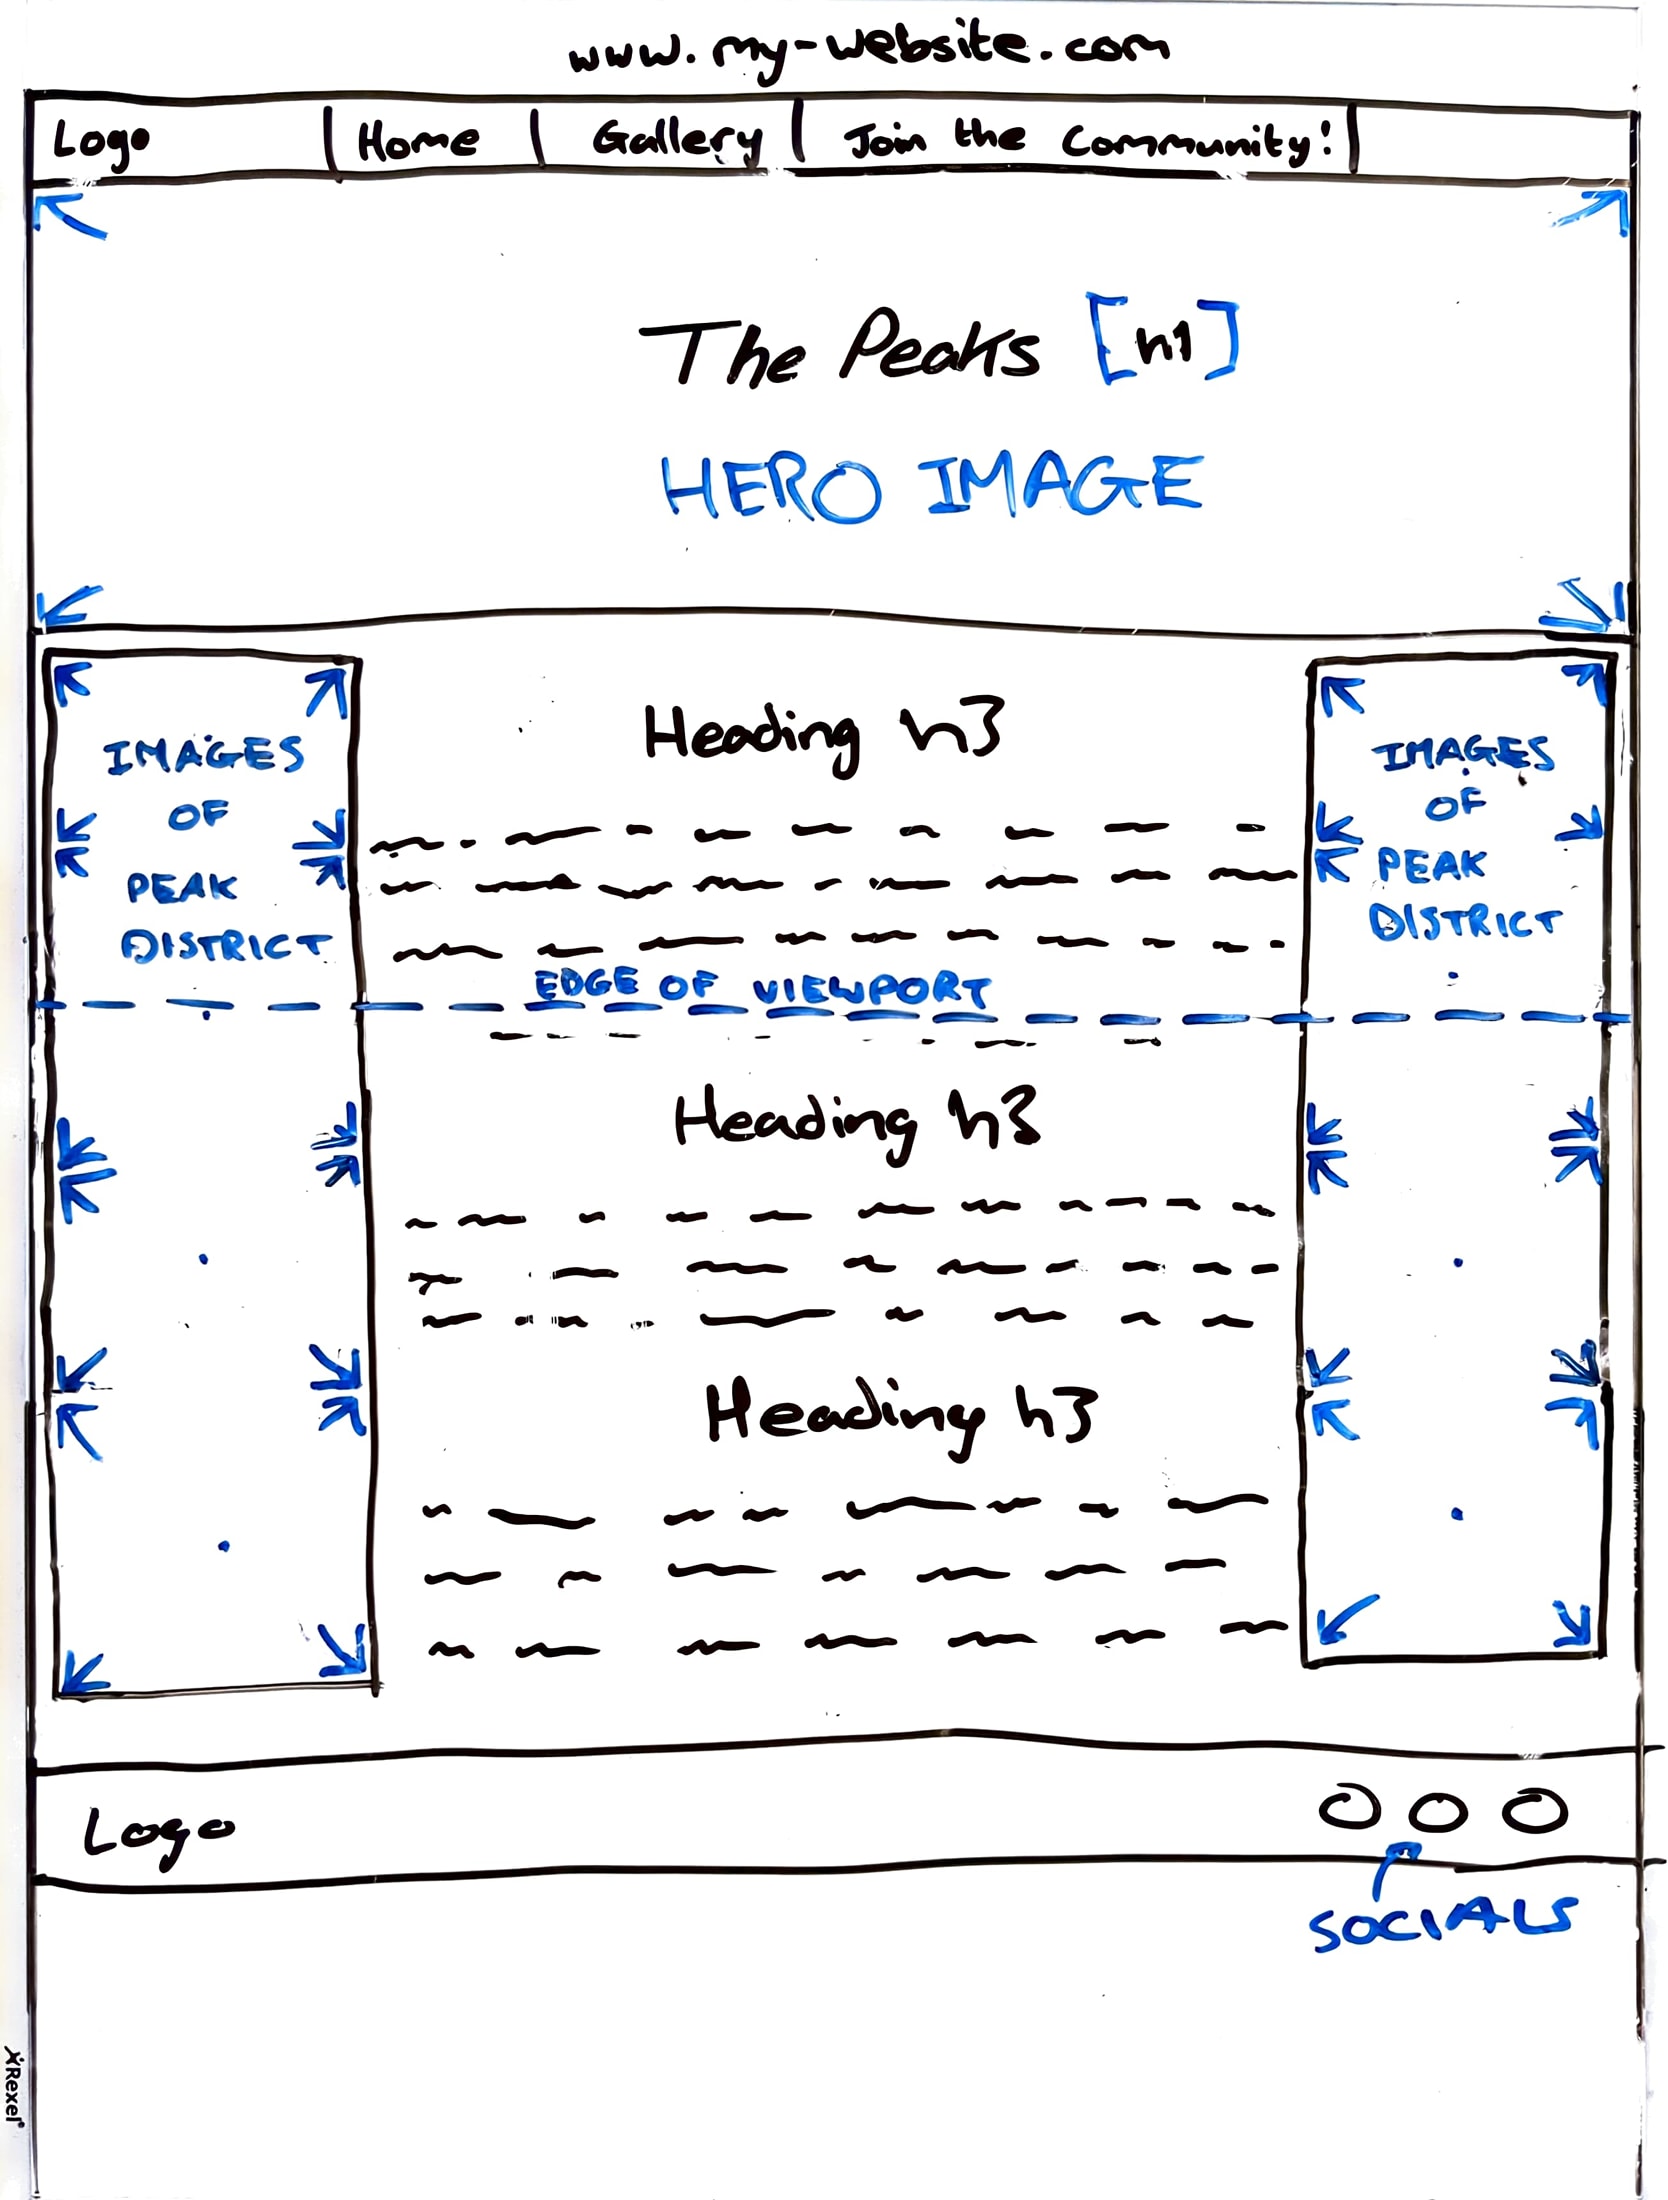 www.my-website.com
Logo | Home | Gallery | Join the Community! |
The Peaks [h1]
HERO IMAGE
Heading h3
IMAGES
OF
PEAK
DISTRICT
IMAGES
OF
PEAK
DISTRICT
EDGE OF VIEWPORT
Heading h3
Heading h3
Logo
SOCIALS
Rexel